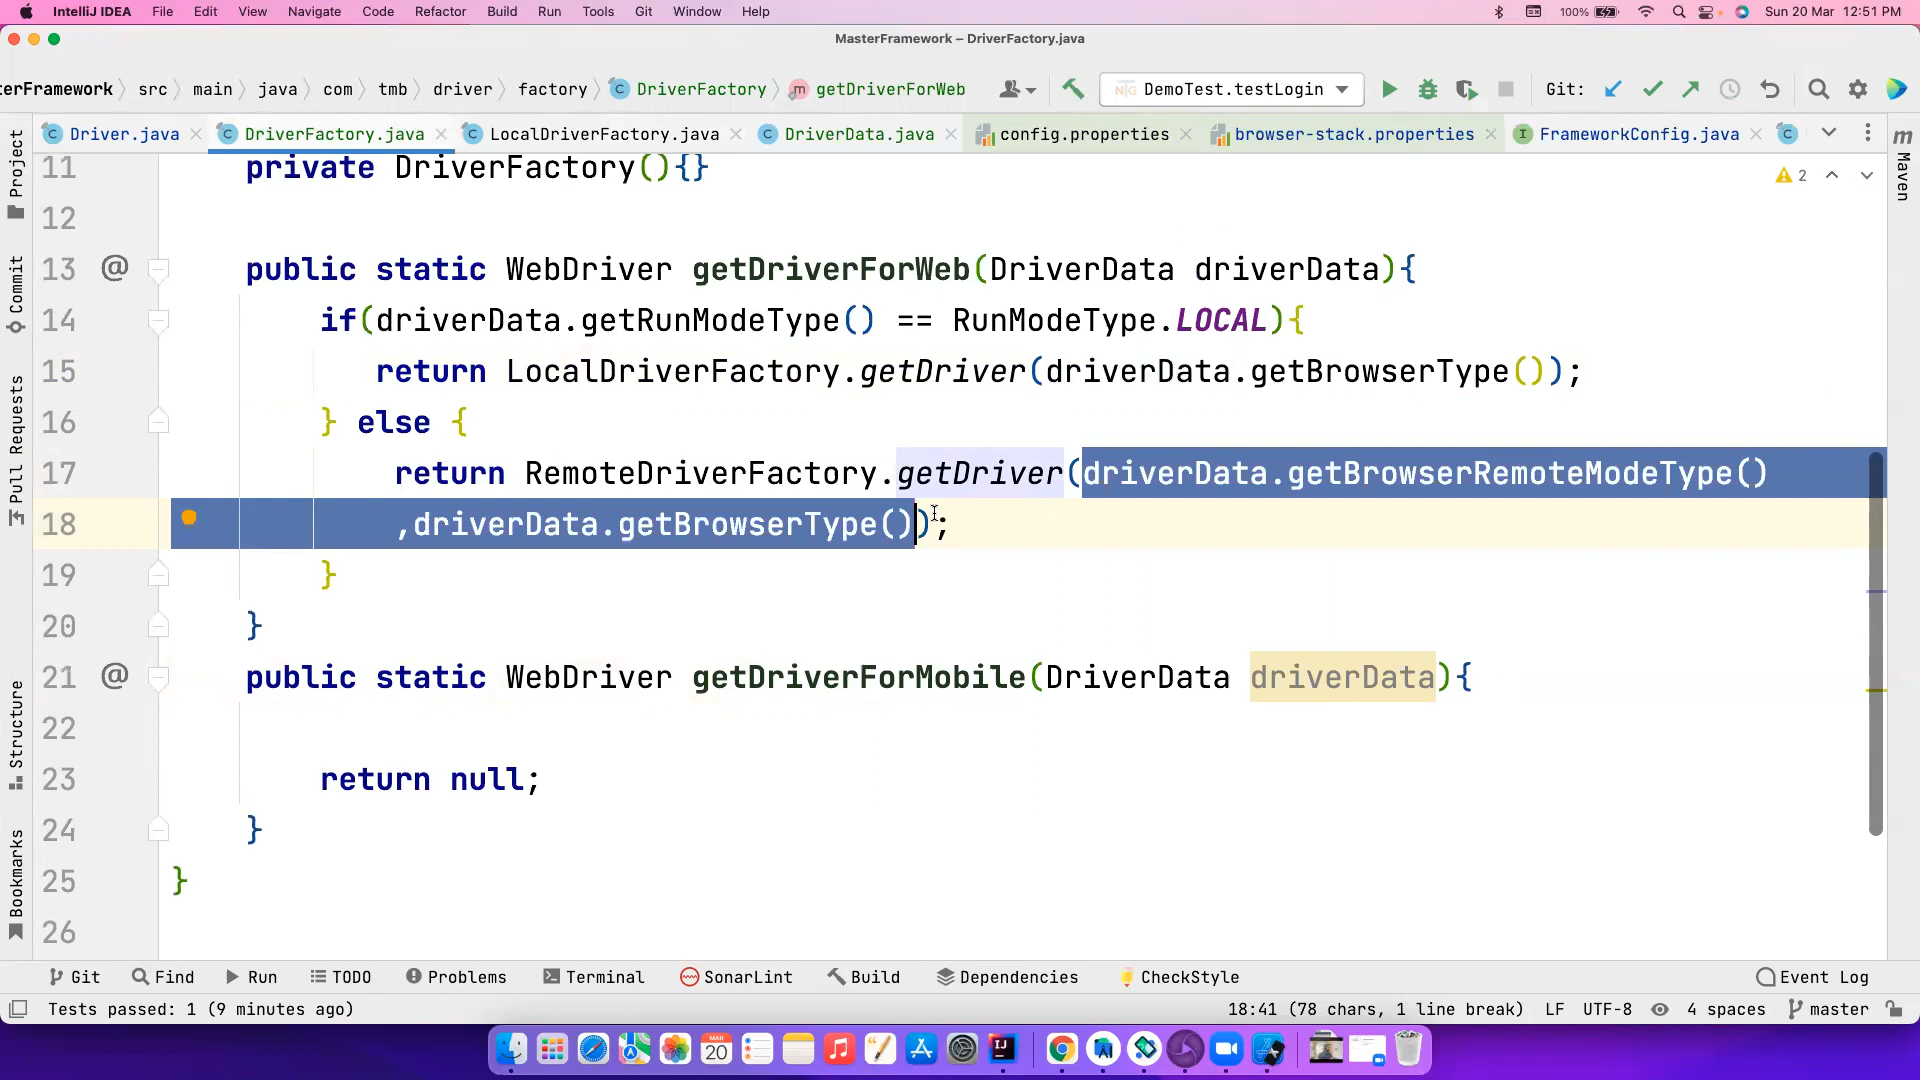 IntelliJ IDEA File Edit View Navigate Code Refactor Build Run Tools Git Window Help 100% Sun 20 Mar 12:51 PM
MasterFramework – DriverFactory.java
terFramework src main java com tmb driver factory DriverFactory getDriverForWeb DemoTest.testLogin Git:
Driver.java DriverFactory.java LocalDriverFactory.java DriverData.java config.properties browser-stack.properties FrameworkConfig.java
Project
Commit
Pull Requests
Structure
Bookmarks
Maven
2
11 private DriverFactory(){}
12
13 @ public static WebDriver getDriverForWeb(DriverData driverData){
14 if(driverData.getRunModeType() == RunModeType.LOCAL){
15 return LocalDriverFactory.getDriver(driverData.getBrowserType());
16 } else {
17 return RemoteDriverFactory.getDriver(driverData.getBrowserRemoteModeType()
18 ,driverData.getBrowserType());
19 }
20 }
21 @ public static WebDriver getDriverForMobile(DriverData driverData){
22
23 return null;
24 }
25 }
26
Git Find Run TODO Problems Terminal SonarLint Build Dependencies CheckStyle Event Log
Tests passed: 1 (9 minutes ago) 18:41 (78 chars, 1 line break) LF UTF-8 4 spaces master
MAR
20
IJ